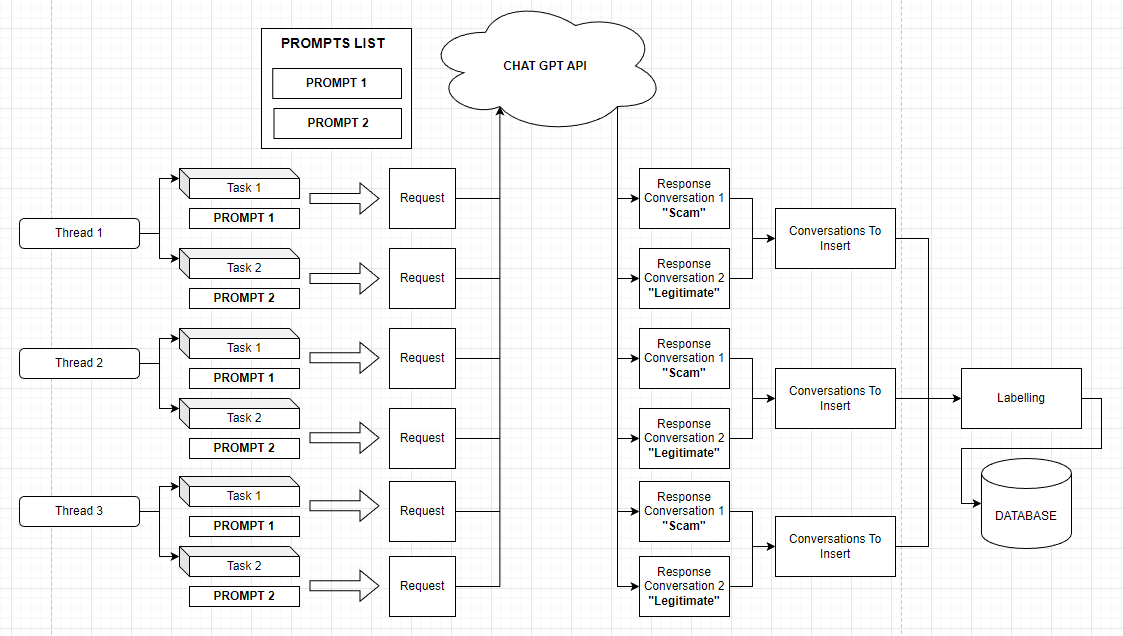 PROMPTS LIST
PROMPT 1
PROMPT 2
CHAT GPT API
Thread 1
Task 1
PROMPT 1
Request
Task 2
PROMPT 2
Request
Thread 2
Task 1
PROMPT 1
Request
Task 2
PROMPT 2
Request
Thread 3
Task 1
PROMPT 1
Request
Task 2
PROMPT 2
Request
Response
Conversation 1
"Scam"
Response
Conversation 2
"Legitimate"
Conversations To
Insert
Response
Conversation 1
"Scam"
Response
Conversation 2
"Legitimate"
Conversations To
Insert
Response
Conversation 1
"Scam"
Response
Conversation 2
"Legitimate"
Conversations To
Insert
Labelling
DATABASE